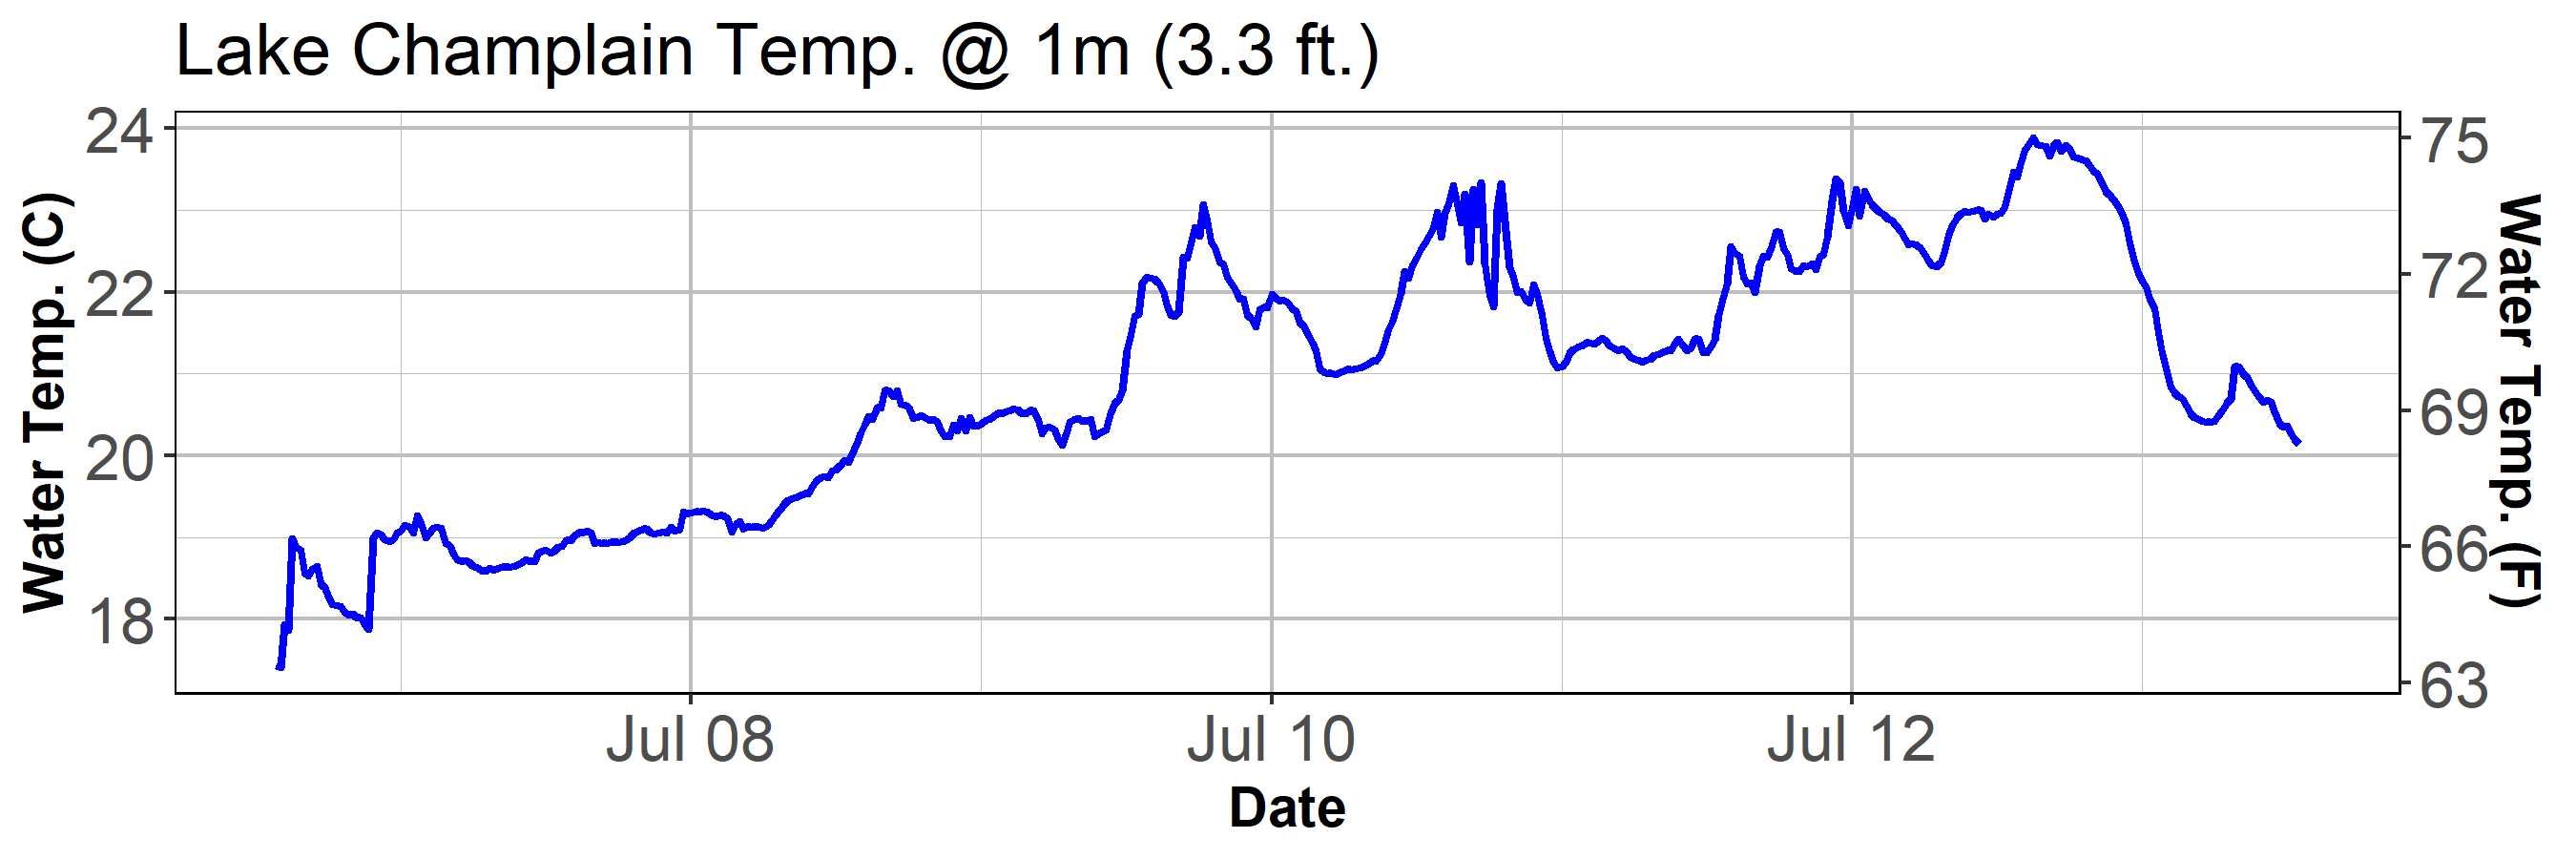 Lake Champlain Temp. @ 1m (3.3 ft.)
Water Temp. (C)
24
22
20
18
75
72
69
66
63
Water Temp. (F)
Jul 08
Jul 10
Jul 12
Date